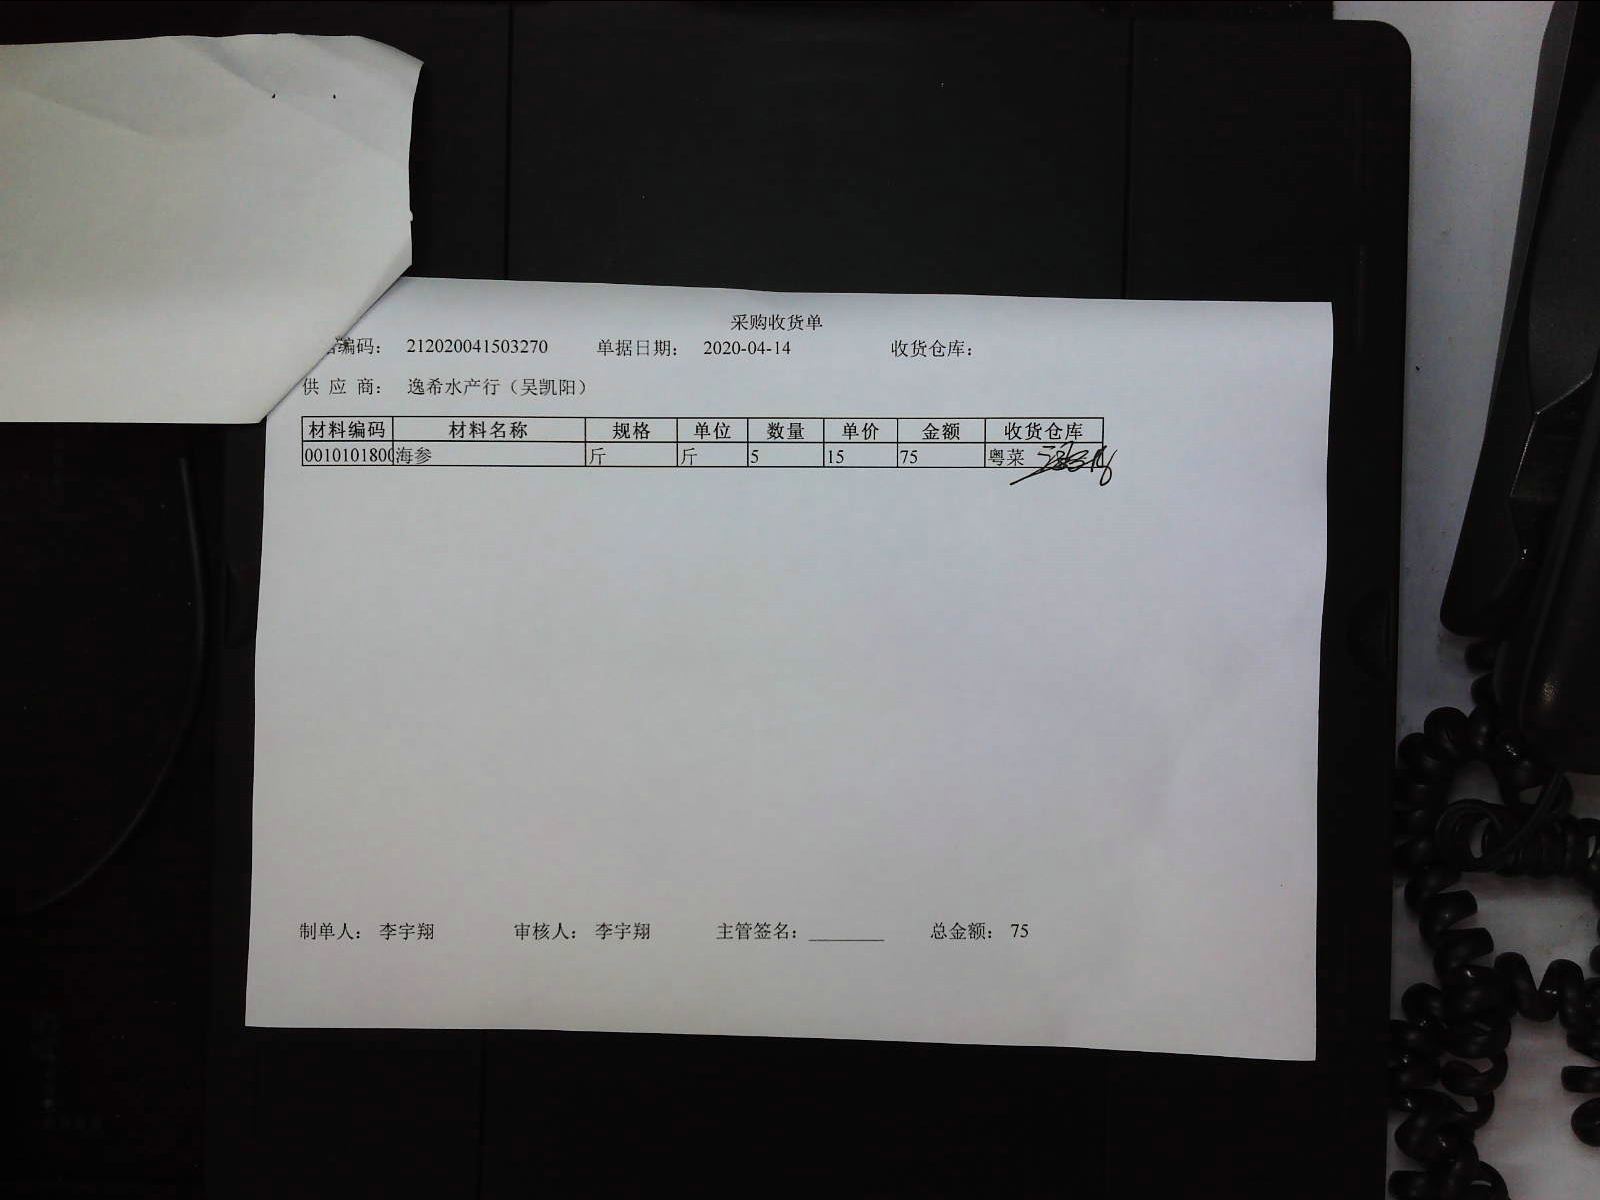 采购收货单
编码： 212020041503270 单据日期： 2020-04-14 收货仓库：
供 应 商： 逸希水产行（吴凯阳）
材料编码 材料名称 规格 单位 数量 单价 金额 收货仓库
0010101800 海参 斤 斤 5 15 75 粤菜
制单人： 李宇翔 审核人： 李宇翔 主管签名：________ 总金额： 75